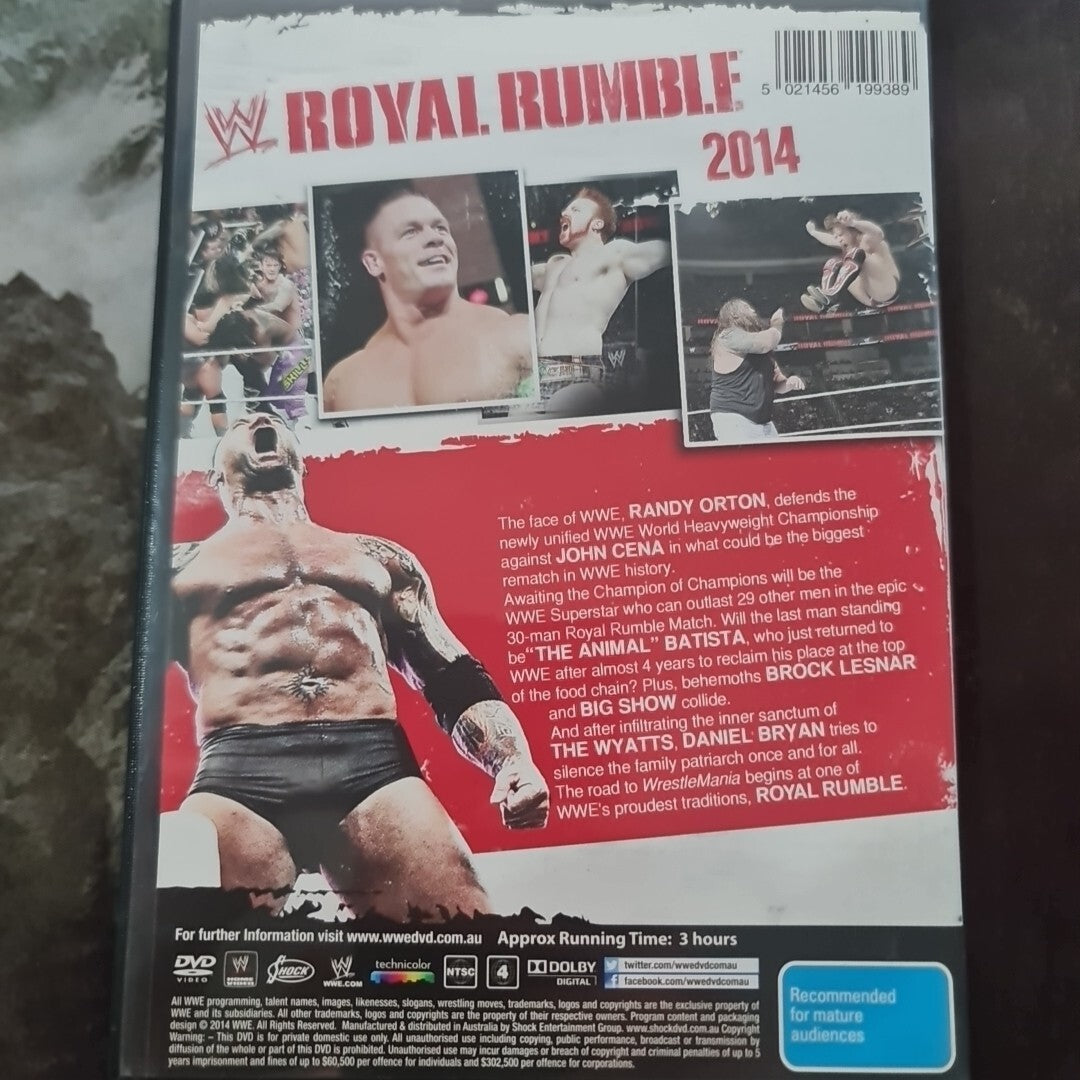 W ROYAL RUMBLE
2014
5 021456 199389
SKULL
W
ROYAL RUMBLE
The face of WWE, RANDY ORTON, defends the
newly unified WWE World Heavyweight Championship
against JOHN CENA in what could be the biggest
rematch in WWE history.
Awaiting the Champion of Champions will be the
WWE Superstar who can outlast 29 other men in the epic
30-man Royal Rumble Match. Will the last man standing
be "THE ANIMAL" BATISTA, who just returned to
WWE after almost 4 years to reclaim his place at the top
of the food chain? Plus, behemoths BROCK LESNAR
and BIG SHOW collide.
And after infiltrating the inner sanctum of
THE WYATTS, DANIEL BRYAN tries to
silence the family patriarch once and for all.
The road to WrestleMania begins at one of
WWE's proudest traditions, ROYAL RUMBLE.
For further Information visit www.wwedvd.com.au Approx Running Time: 3 hours
DVD VIDEO W HOME VIDEO SHOCK W WWE.COM technicolor NTSC 4 DOLBY DIGITAL
twitter.com/wwedvdcomau
facebook.com/wwedvdcomau
All WWE programming, talent names, images, likenesses, slogans, wrestling moves, trademarks, logos and copyrights are the exclusive property of
WWE and its subsidiaries. All other trademarks, logos and copyrights are the property of their respective owners. Program content and packaging
design © 2014 WWE. All Rights Reserved. Manufactured & distributed in Australia by Shock Entertainment Group. www.shockdvd.com.au Copyright
Warning: – This DVD is for private domestic use only. All unauthorised use including copying, public performance, broadcast or transmission by
diffusion of the whole or part of this DVD is prohibited. Unauthorised use may incur damages or breach of copyright and criminal penalties of up to 5
years imprisonment and fines of up to $60,500 per offence for individuals and $302,500 per offence for corporations.
Recommended
for mature
audiences